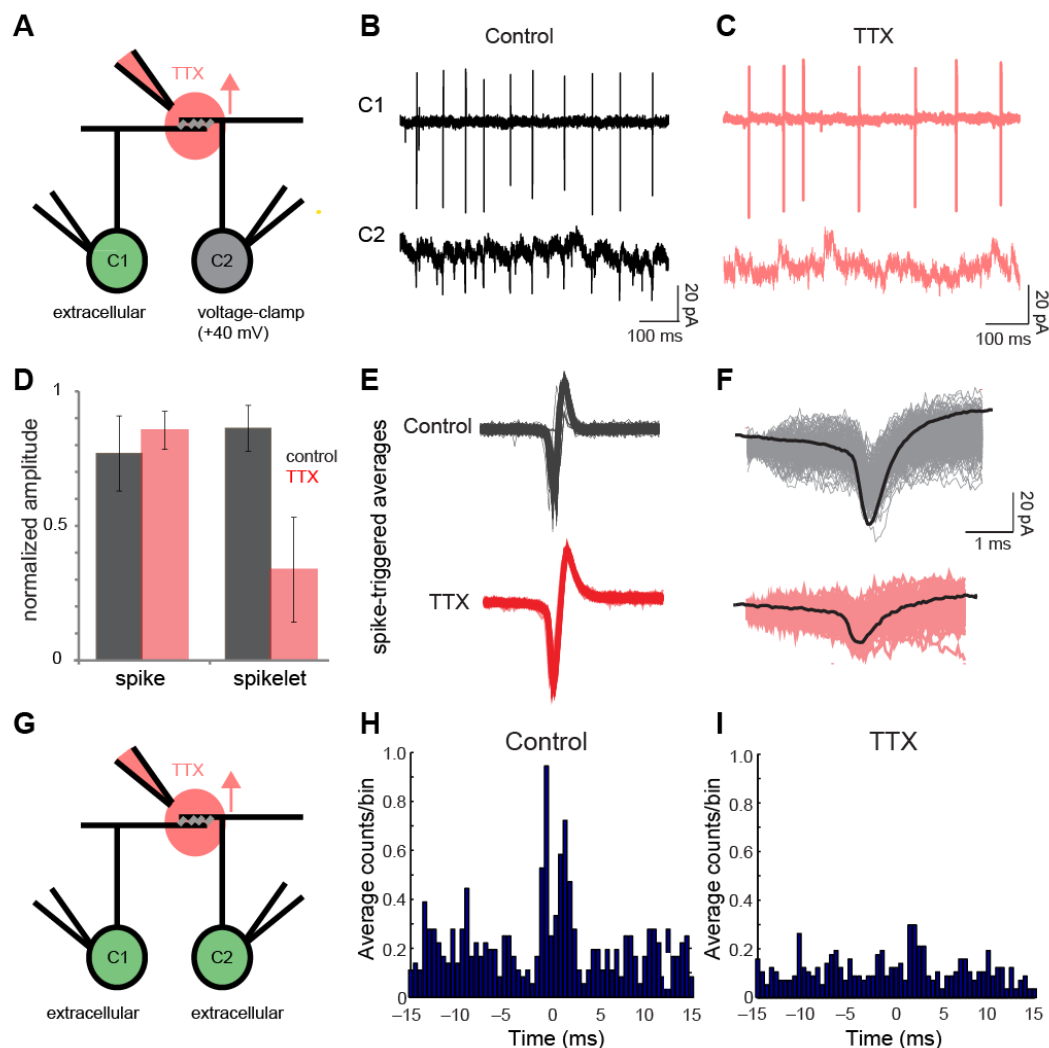 A
TTX
C1
C2
extracellular
voltage-clamp
(+40 mV)
B
Control
C1
C2
20 pA
100 ms
C
TTX
20 pA
100 ms
D
normalized amplitude
1
0.5
0
control
TTX
spike
spikelet
E
spike-triggered averages
Control
TTX
F
20 pA
1 ms
G
TTX
C1
C2
extracellular
extracellular
H
Control
Average counts/bin
1.0
0.8
0.6
0.4
0.2
0
–15
–10
–5
0
5
10
15
Time (ms)
I
TTX
Average counts/bin
1.0
0.8
0.6
0.4
0.2
0
–15
–10
–5
0
5
10
15
Time (ms)